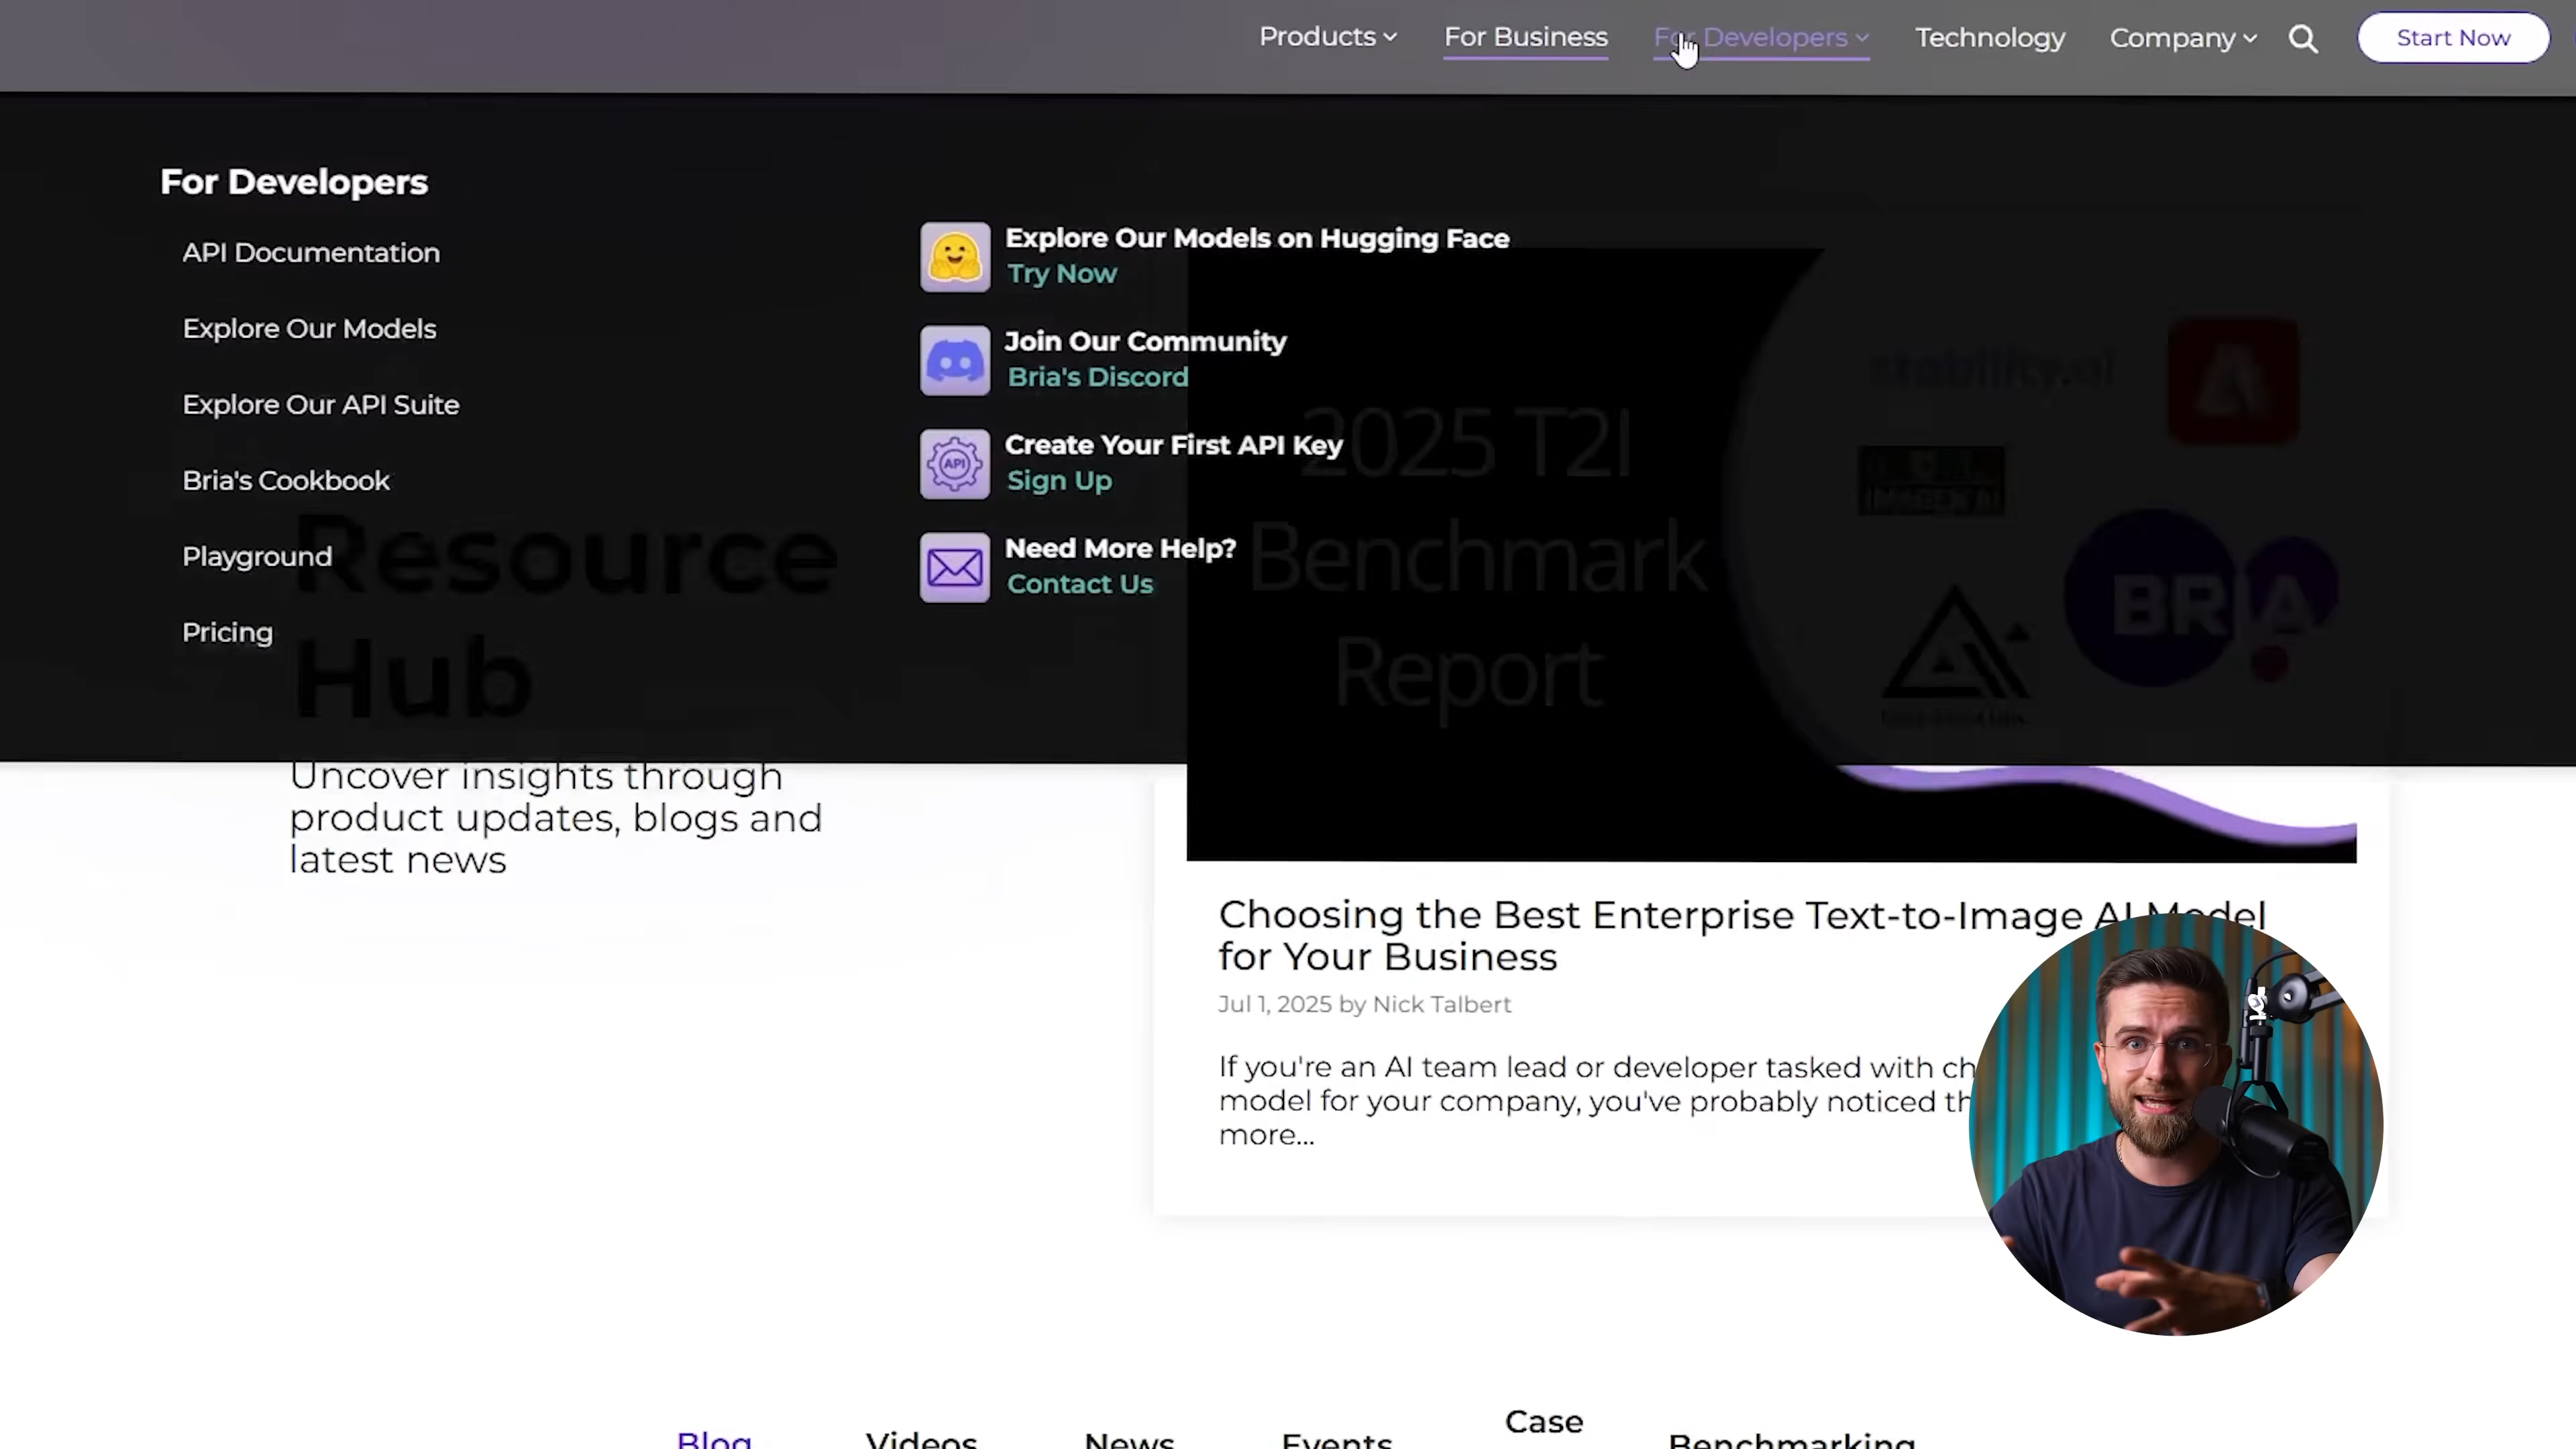 Products
For Business
For Developers
Technology
Company
Start Now
For Developers
API Documentation
Explore Our Models
Explore Our API Suite
Bria's Cookbook
Playground
Pricing
Explore Our Models on Hugging Face
Try Now
Join Our Community
Bria's Discord
Create Your First API Key
API
Sign Up
Need More Help?
Contact Us
Resource
Hub
Uncover insights through
product updates, blogs and
latest news
2025 T2I
Benchmark
Report
stability.ai
BRIA
Choosing the Best Enterprise Text-to-Image AI Model
for Your Business
Jul 1, 2025 by Nick Talbert
If you're an AI team lead or developer tasked with
model for your company, you've probably noticed
more...
Blog
Videos
News
Events
Case
Benchmarking